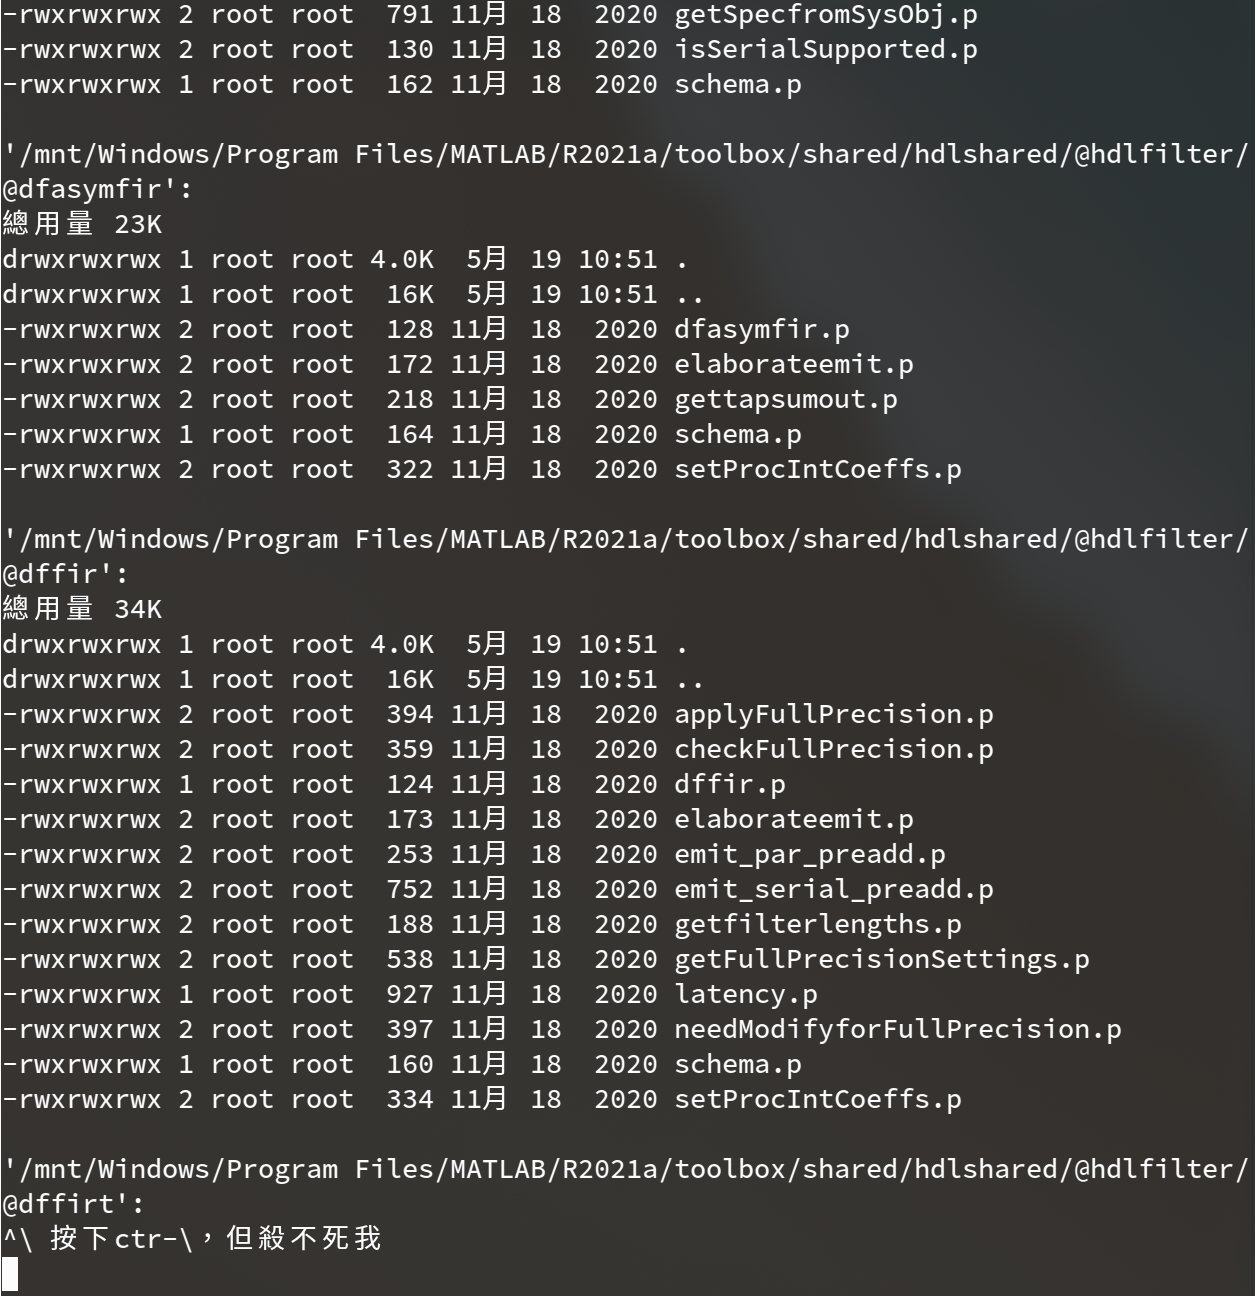 -rwxrwxrwx 2 root root  791 11月 18  2020 getSpecfromSysObj.p
-rwxrwxrwx 2 root root  130 11月 18  2020 isSerialSupported.p
-rwxrwxrwx 1 root root  162 11月 18  2020 schema.p

'/mnt/Windows/Program Files/MATLAB/R2021a/toolbox/shared/hdlshared/@hdlfilter/
@dfasymfir':
總用量 23K
drwxrwxrwx 1 root root 4.0K  5月 19 10:51 .
drwxrwxrwx 1 root root  16K  5月 19 10:51 ..
-rwxrwxrwx 2 root root  128 11月 18  2020 dfasymfir.p
-rwxrwxrwx 2 root root  172 11月 18  2020 elaborateemit.p
-rwxrwxrwx 2 root root  218 11月 18  2020 gettapsumout.p
-rwxrwxrwx 1 root root  164 11月 18  2020 schema.p
-rwxrwxrwx 2 root root  322 11月 18  2020 setProcIntCoeffs.p

'/mnt/Windows/Program Files/MATLAB/R2021a/toolbox/shared/hdlshared/@hdlfilter/
@dffir':
總用量 34K
drwxrwxrwx 1 root root 4.0K  5月 19 10:51 .
drwxrwxrwx 1 root root  16K  5月 19 10:51 ..
-rwxrwxrwx 2 root root  394 11月 18  2020 applyFullPrecision.p
-rwxrwxrwx 2 root root  359 11月 18  2020 checkFullPrecision.p
-rwxrwxrwx 1 root root  124 11月 18  2020 dffir.p
-rwxrwxrwx 2 root root  173 11月 18  2020 elaborateemit.p
-rwxrwxrwx 2 root root  253 11月 18  2020 emit_par_preadd.p
-rwxrwxrwx 2 root root  752 11月 18  2020 emit_serial_preadd.p
-rwxrwxrwx 2 root root  188 11月 18  2020 getfilterlengths.p
-rwxrwxrwx 2 root root  538 11月 18  2020 getFullPrecisionSettings.p
-rwxrwxrwx 1 root root  927 11月 18  2020 latency.p
-rwxrwxrwx 2 root root  397 11月 18  2020 needModifyforFullPrecision.p
-rwxrwxrwx 1 root root  160 11月 18  2020 schema.p
-rwxrwxrwx 2 root root  334 11月 18  2020 setProcIntCoeffs.p

'/mnt/Windows/Program Files/MATLAB/R2021a/toolbox/shared/hdlshared/@hdlfilter/
@dffirt':
^\ 按下ctr-\，但殺不死我